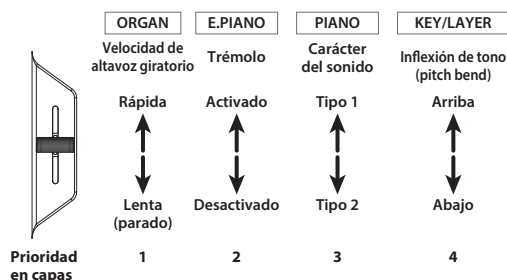 ORGAN E.PIANO PIANO KEY/LAYER
Velocidad de
altavoz giratorio
Trémolo
Carácter
del sonido
Inflexión de tono
(pitch bend)
Rápida Activado Tipo 1 Arriba
Lenta
(parado)
Desactivado Tipo 2 Abajo
Prioridad
en capas
1 2 3 4